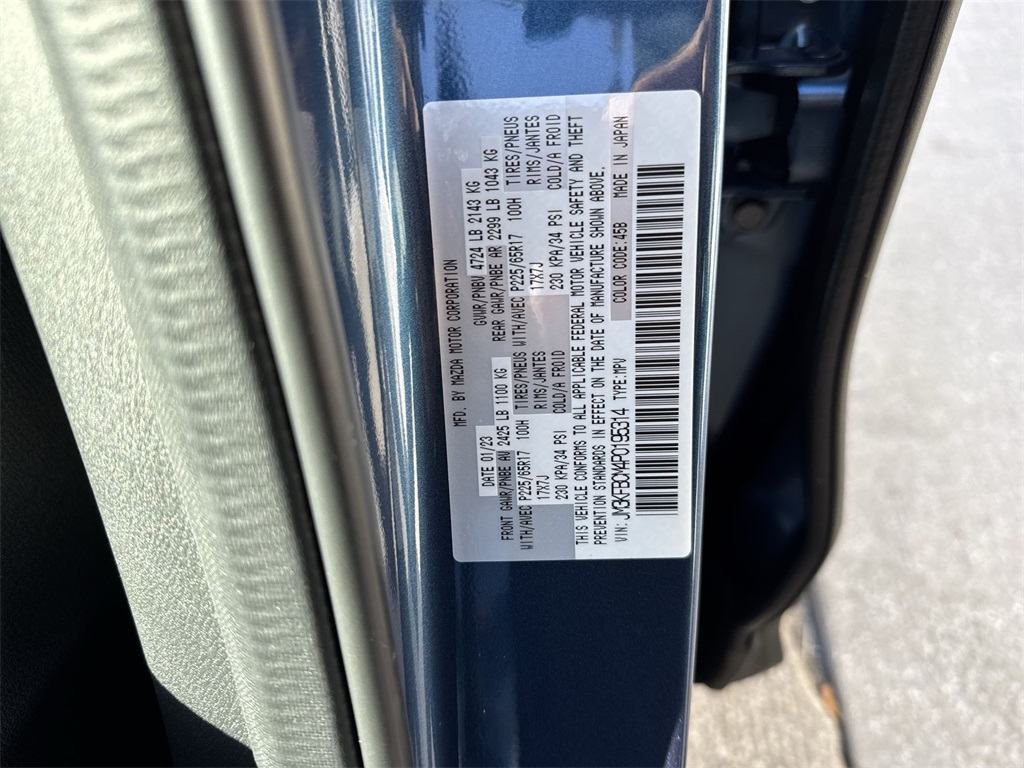 MFD. BY MAZDA MOTOR CORPORATION
DATE 01/23 GVWR/PNBV 4724 LB 2143 KG
FRONT GAWR/PNBE AV 2425 LB 1100 KG REAR GAWR/PNBE AR 2299 LB 1043 KG
WITH/AVEC P225/65R17 100H TIRES/PNEUS WITH/AVEC P225/65R17 100H TIRES/PNEUS
17X7J RIMS/JANTES 17X7J RIMS/JANTES
230 KPA/34 PSI COLD/A FROID 230 KPA/34 PSI COLD/A FROID
THIS VEHICLE CONFORMS TO ALL APPLICABLE FEDERAL MOTOR VEHICLE SAFETY AND THEFT
PREVENTION STANDARDS IN EFFECT ON THE DATE OF MANUFACTURE SHOWN ABOVE.
VIN: JM3KFBCM4P0195314 TYPE:MPV COLOR CODE:45B MADE IN JAPAN